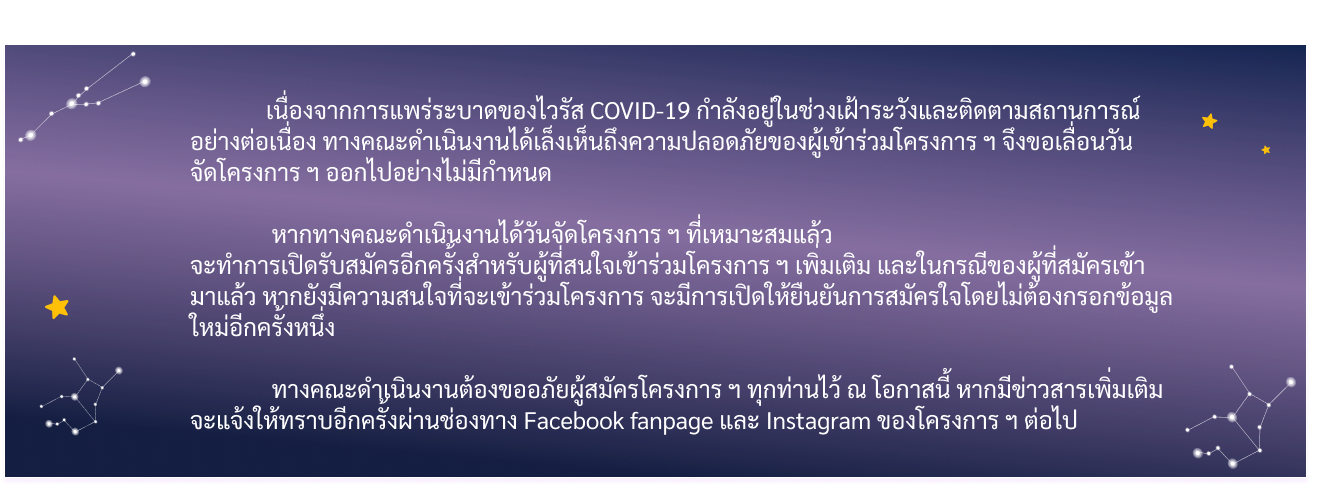 เนื่องจากการแพร่ระบาดของไวรัส COVID-19 กำลังอยู่ในช่วงเฝ้าระวังและติดตามสถานการณ์
อย่างต่อเนื่อง ทางคณะดำเนินงานได้เล็งเห็นถึงความปลอดภัยของผู้เข้าร่วมโครงการ ฯ จึงขอเลื่อนวัน
จัดโครงการ ฯ ออกไปอย่างไม่มีกำหนด
หากทางคณะดำเนินงานได้วันจัดโครงการ ฯ ที่เหมาะสมแล้ว
จะทำการเปิดรับสมัครอีกครั้งสำหรับผู้ที่สนใจเข้าร่วมโครงการ ฯ เพิ่มเติม และในกรณีของผู้ที่สมัครเข้า
มาแล้ว หากยังมีความสนใจที่จะเข้าร่วมโครงการ จะมีการเปิดให้ยืนยันการสมัครใจโดยไม่ต้องกรอกข้อมูล
ใหม่อีกครั้งหนึ่ง
ทางคณะดำเนินงานต้องขออภัยผู้สมัครโครงการ ฯ ทุกท่านไว้ ณ โอกาสนี้ หากมีข่าวสารเพิ่มเติม
จะแจ้งให้ทราบอีกครั้งผ่านช่องทาง Facebook fanpage และ Instagram ของโครงการ ฯ ต่อไป